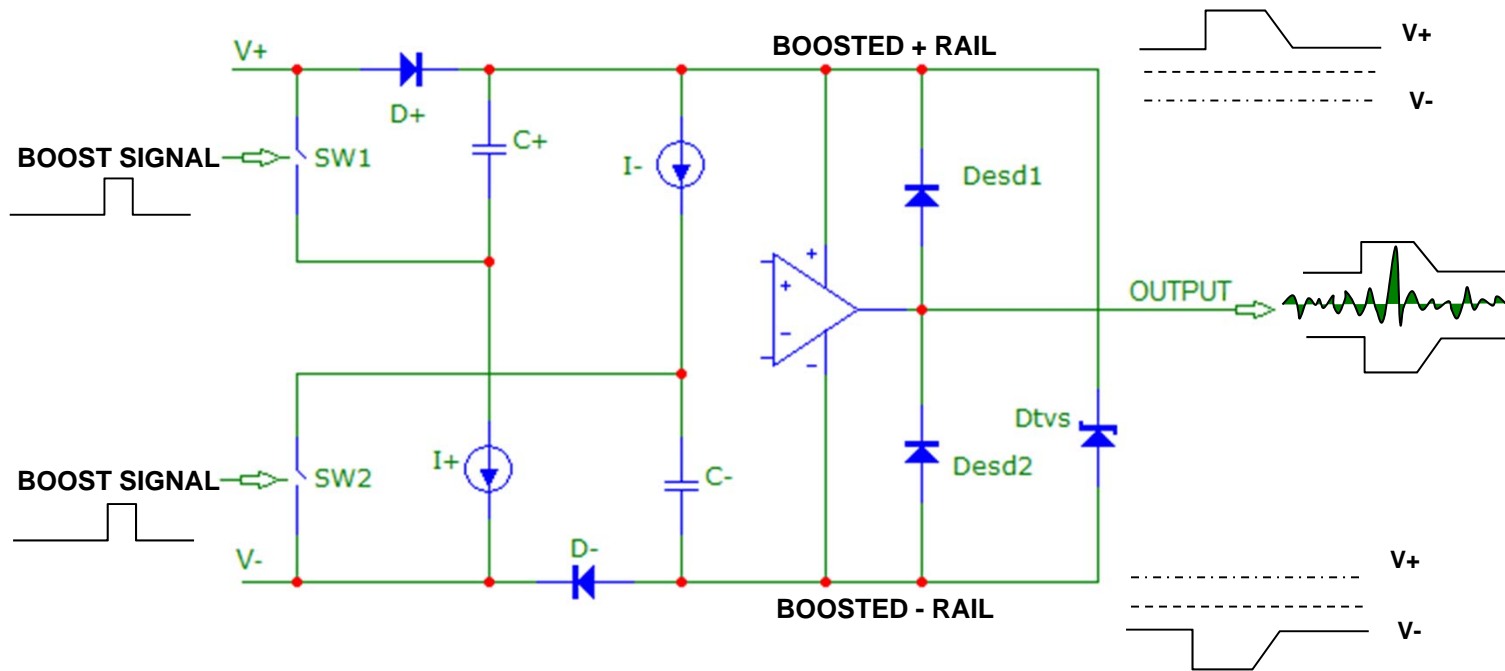 V+
BOOSTED + RAIL
V+
D+
V-
BOOST SIGNAL
SW1
C+
I-
Desd1
+
+
-
-
OUTPUT
Dtvs
BOOST SIGNAL
SW2
I+
C-
Desd2
V-
D-
V+
BOOSTED - RAIL
V-